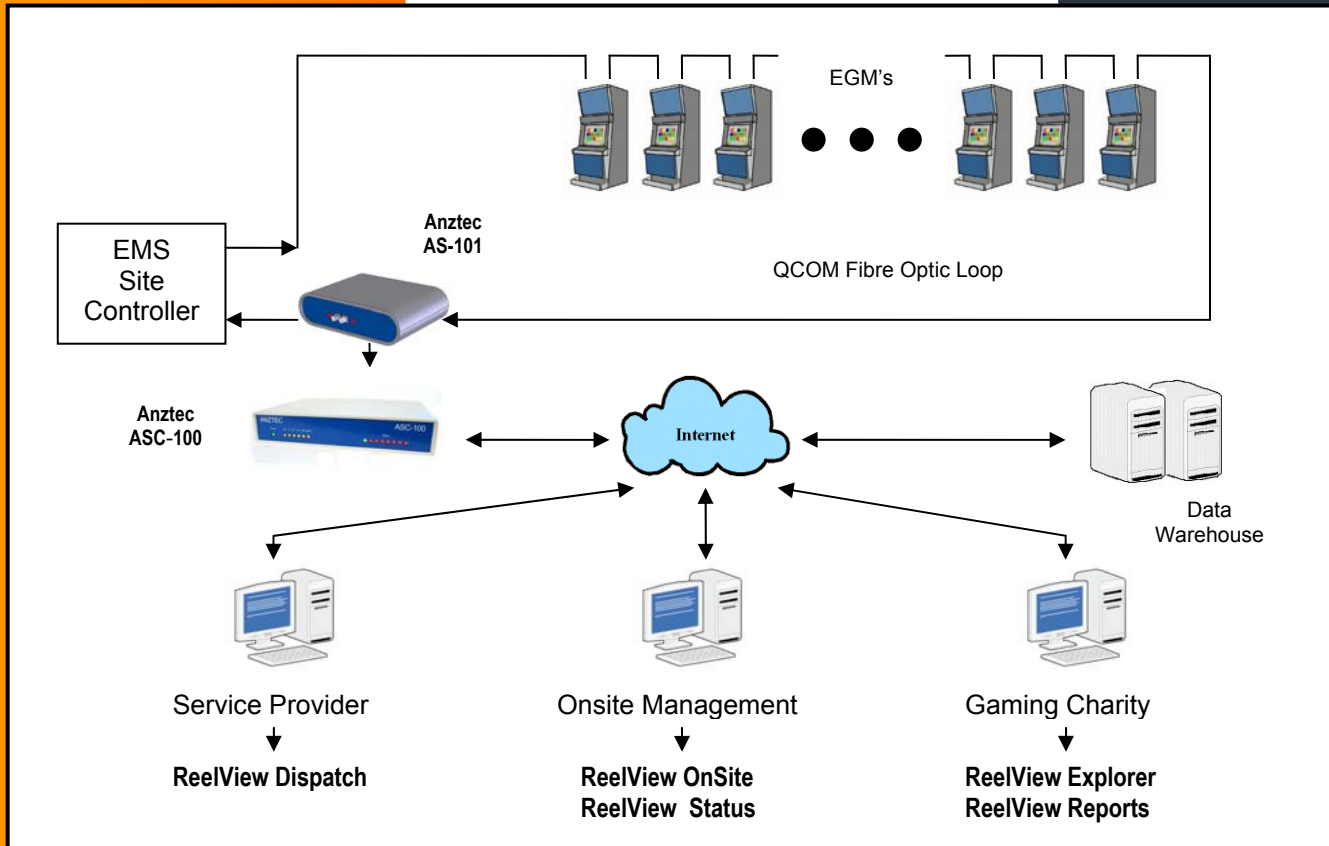 EGM's
Anztec
AS-101
EMS
Site
Controller
QCOM Fibre Optic Loop
Anztec
ASC-100
ANZTEC
ASC-100
Internet
Data
Warehouse
Service Provider
Onsite Management
Gaming Charity
ReelView Dispatch
ReelView OnSite
ReelView Status
ReelView Explorer
ReelView Reports